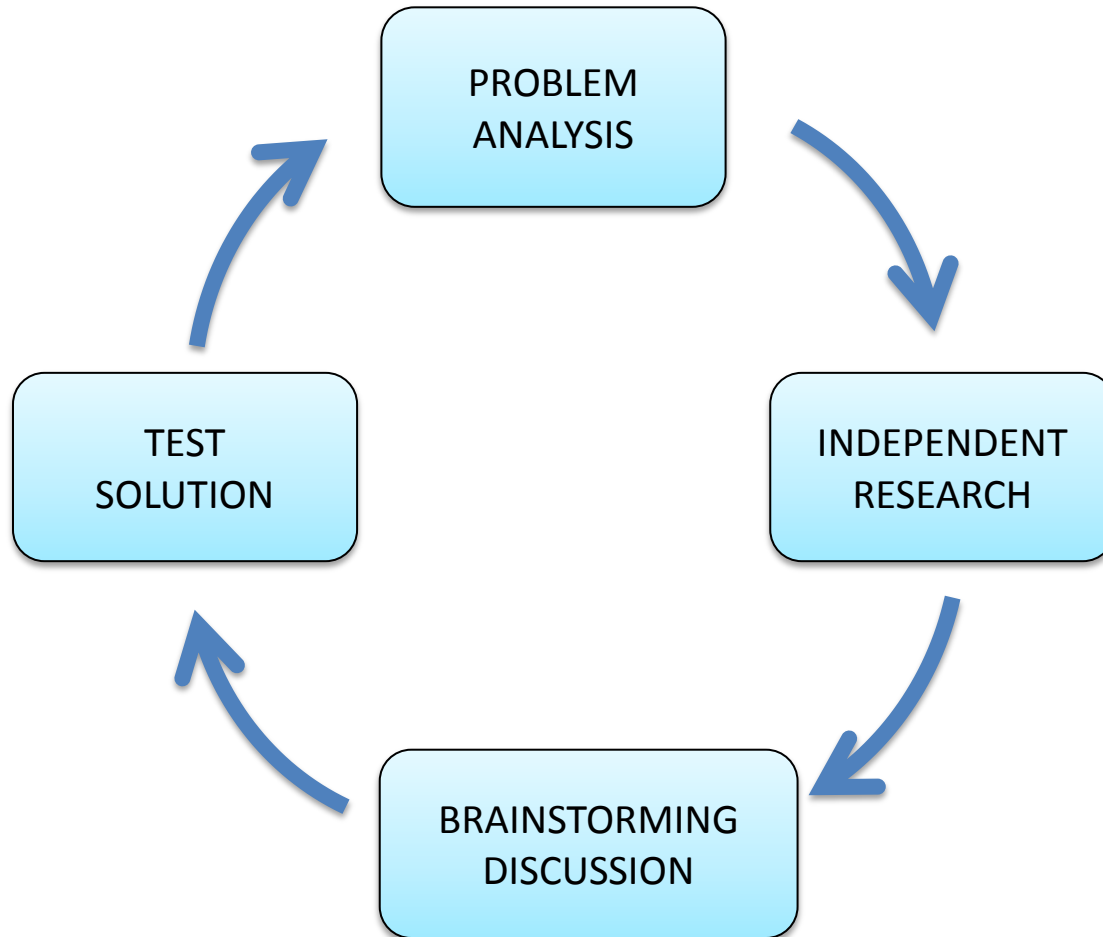 PROBLEM
ANALYSIS
INDEPENDENT
RESEARCH
BRAINSTORMING
DISCUSSION
TEST
SOLUTION